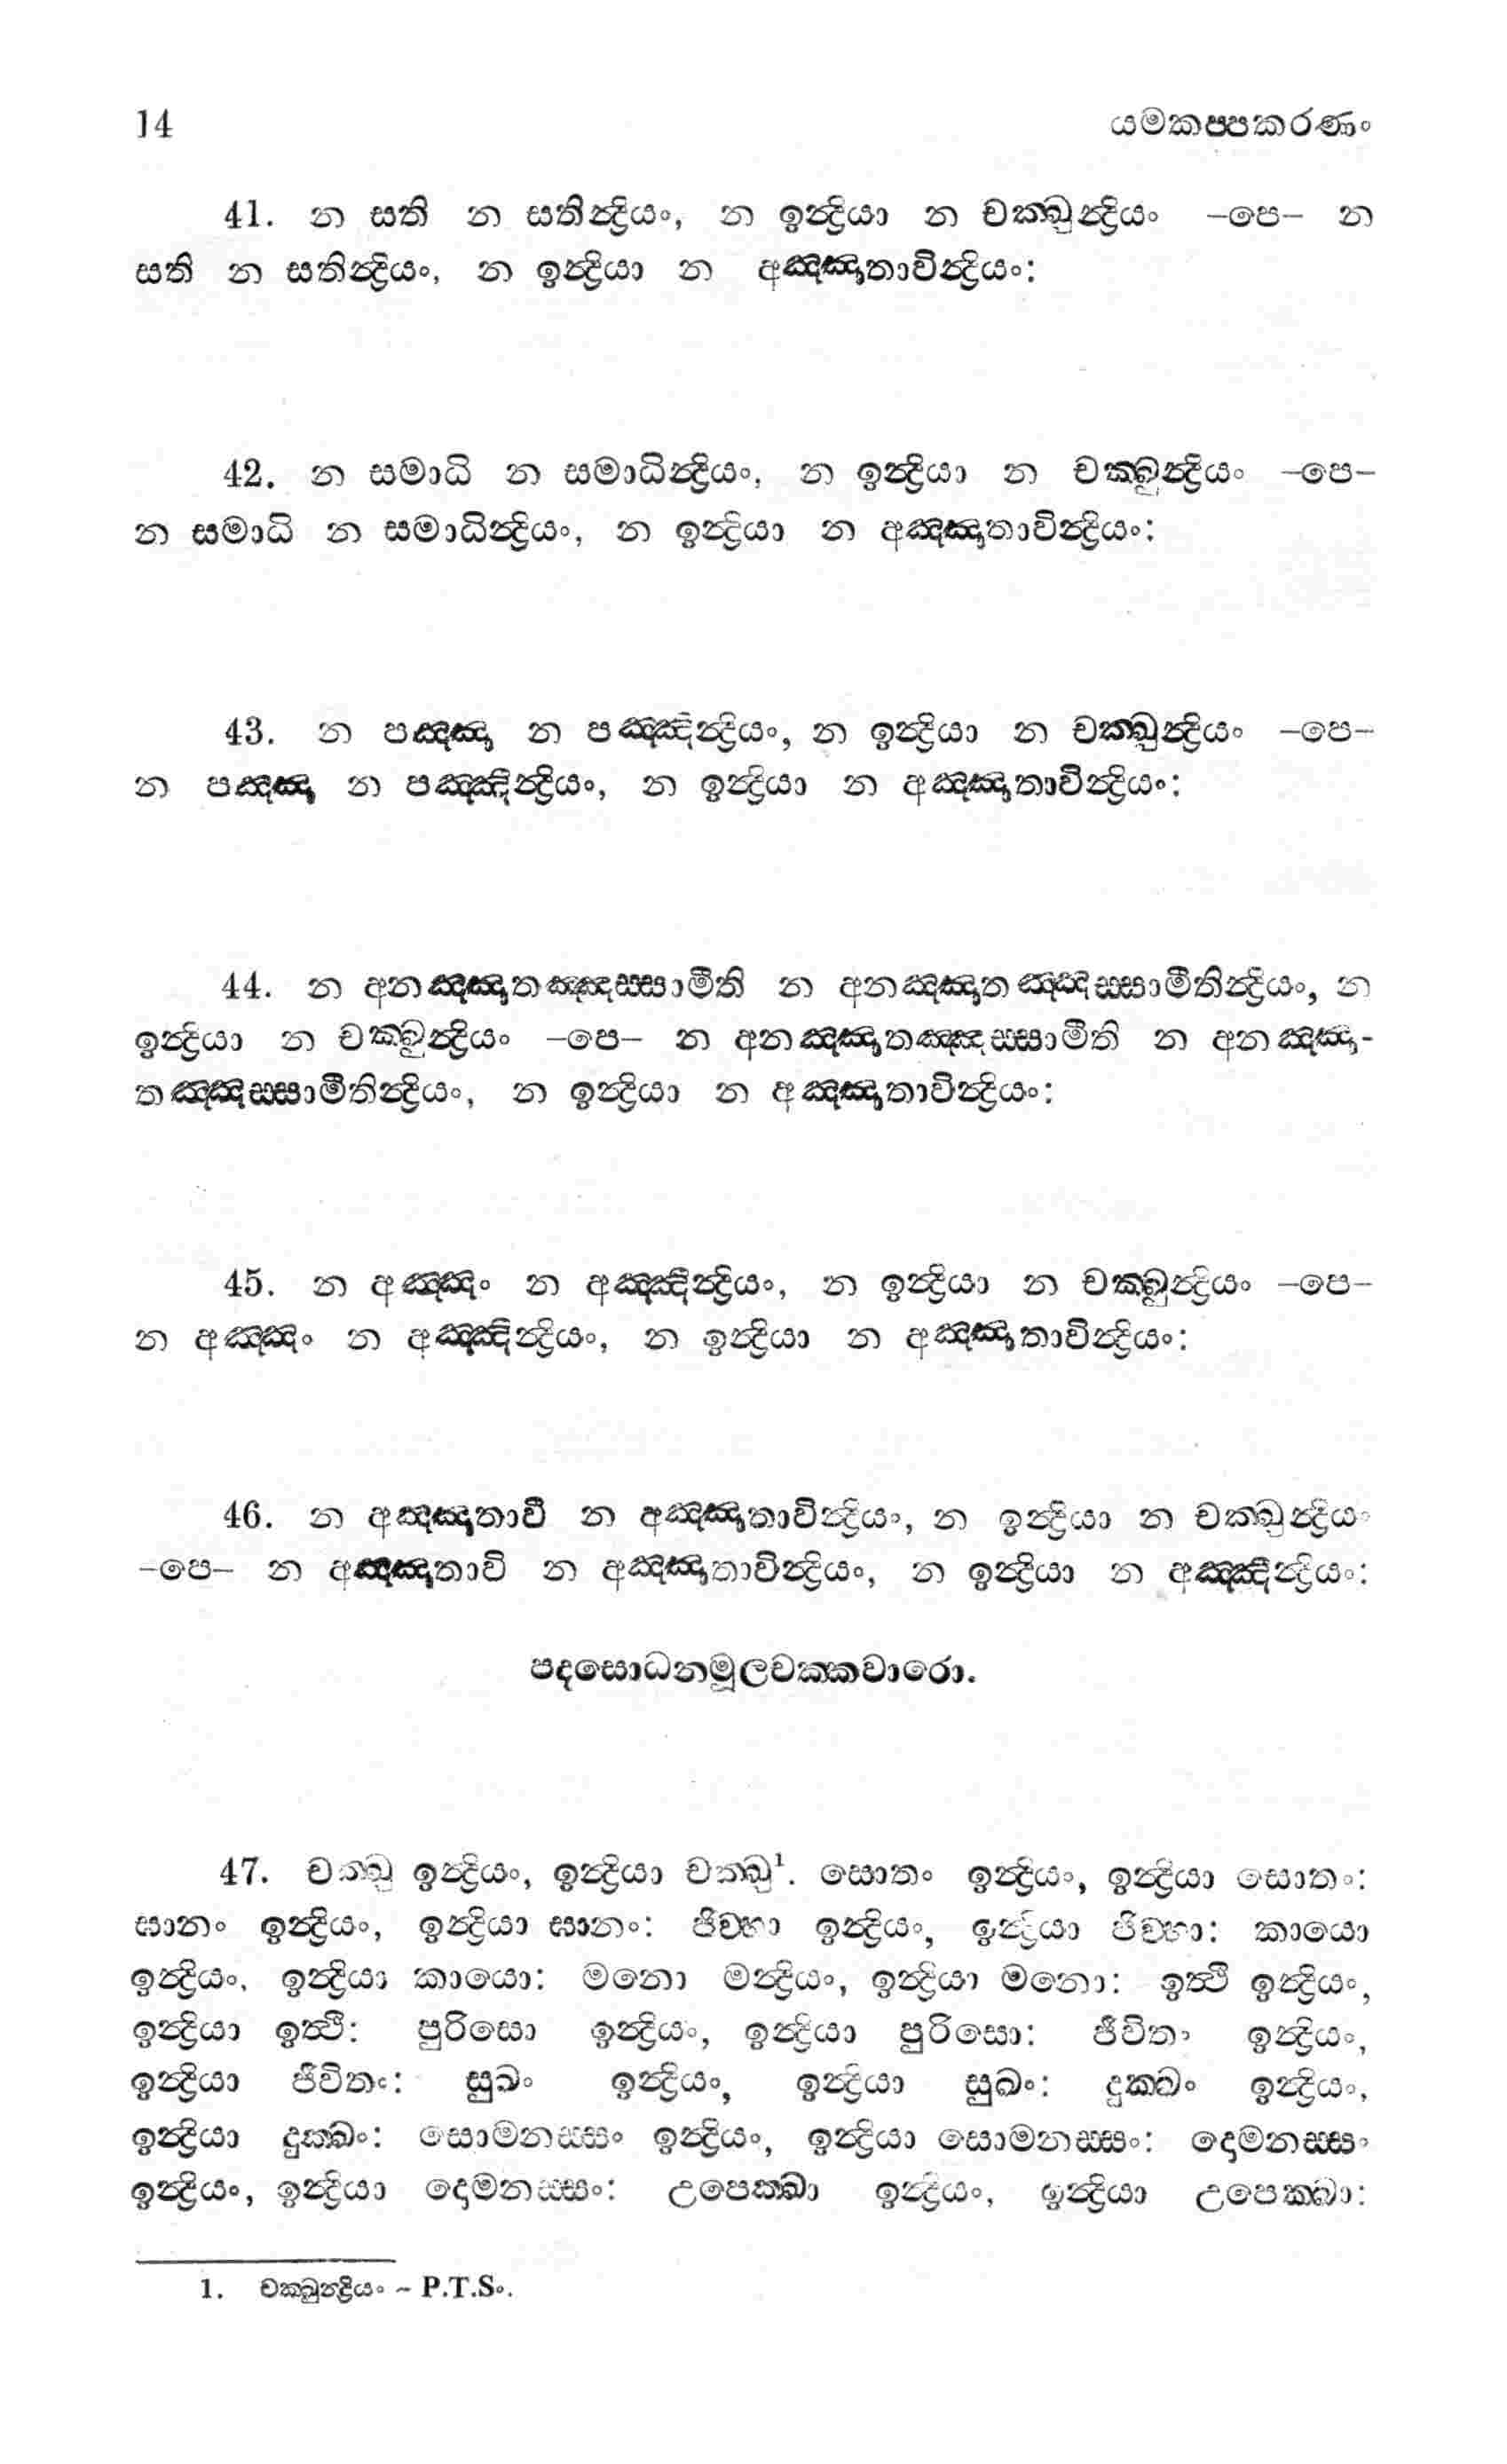 14 යමකප්පකරණං
41. න සති න සතින්ද්‍රියං, න ඉන්ද්‍රියා න චක්ඛුන්ද්‍රියං –පෙ– න
සති න සතින්ද්‍රියං, න ඉන්ද්‍රියා න අඤ්ඤාතාවින්ද්‍රියං:
42. න සමාධි න සමාධින්ද්‍රියං, න ඉන්ද්‍රියා න චක්ඛුන්ද්‍රියං –පෙ–
න සමාධි න සමාධින්ද්‍රියං, න ඉන්ද්‍රියා න අඤ්ඤාතාවින්ද්‍රියං:
43. න පඤ්ඤා න පඤ්ඤින්ද්‍රියං, න ඉන්ද්‍රියා න චක්ඛුන්ද්‍රියං –පෙ–
න පඤ්ඤා න පඤ්ඤින්ද්‍රියං, න ඉන්ද්‍රියා න අඤ්ඤාතාවින්ද්‍රියං:
44. න අනඤ්ඤාතඤ්ඤස්සාමීති න අනඤ්ඤාතඤ්ඤස්සාමීතින්ද්‍රියං, න
ඉන්ද්‍රියා න චක්ඛුන්ද්‍රියං –පෙ– න අනඤ්ඤාතඤ්ඤස්සාමීති න අනඤ්ඤා-
තඤ්ඤස්සාමීතින්ද්‍රියං, න ඉන්ද්‍රියා න අඤ්ඤාතාවින්ද්‍රියං:
45. න අඤ්ඤං න අඤ්ඤින්ද්‍රියං, න ඉන්ද්‍රියා න චක්ඛුන්ද්‍රියං –පෙ–
න අඤ්ඤං න අඤ්ඤින්ද්‍රියං, න ඉන්ද්‍රියා න අඤ්ඤාතාවින්ද්‍රියං:
46. න අඤ්ඤාතාවී න අඤ්ඤාතාවින්ද්‍රියං, න ඉන්ද්‍රියා න චක්ඛුන්ද්‍රියං
–පෙ– න අඤ්ඤාතාවි න අඤ්ඤාතාවින්ද්‍රියං, න ඉන්ද්‍රියා න අඤ්ඤින්ද්‍රියං:
පදසොධනමූලචක්කවාරො.
47. චක්ඛු ඉන්ද්‍රියං, ඉන්ද්‍රියා චක්ඛු¹. සොතං ඉන්ද්‍රියං, ඉන්ද්‍රියා සොතං:
ඝානං ඉන්ද්‍රියං, ඉන්ද්‍රියා ඝානං: ජිව්හා ඉන්ද්‍රියං, ඉන්ද්‍රියා ජිව්හා: කායො
ඉන්ද්‍රියං, ඉන්ද්‍රියා කායො: මනො මන්ද්‍රියං, ඉන්ද්‍රියා මනො: ඉත්ථී ඉන්ද්‍රියං,
ඉන්ද්‍රියා ඉත්ථි: පුරිසො ඉන්ද්‍රියං, ඉන්ද්‍රියා පුරිසො: ජීවිතං ඉන්ද්‍රියං,
ඉන්ද්‍රියා ජීවිතං: සුඛං ඉන්ද්‍රියං, ඉන්ද්‍රියා සුඛං: දුක්ඛං ඉන්ද්‍රියං,
ඉන්ද්‍රියා දුක්ඛං: සොමනස්සං ඉන්ද්‍රියං, ඉන්ද්‍රියා සොමනස්සං: දොමනස්සං
ඉන්ද්‍රියං, ඉන්ද්‍රියා දොමනස්සං: උපෙක්ඛා ඉන්ද්‍රියං, ඉන්ද්‍රියා උපෙක්ඛා:
1. චක්ඛුන්ද්‍රියං – P.T.S.